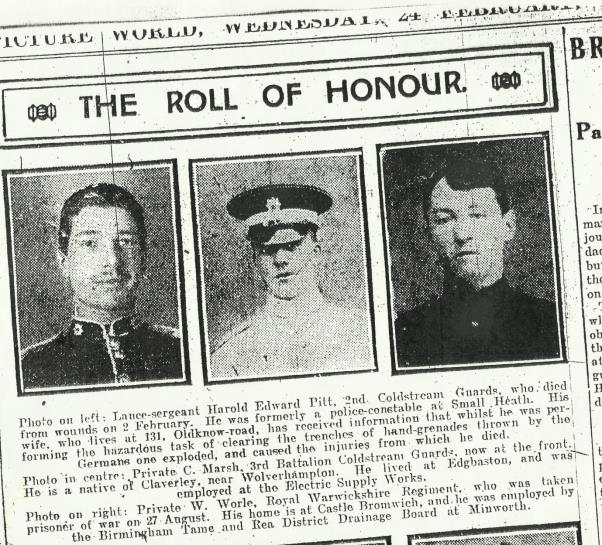 PICTURE WORLD, WEDNESDAY, 24 FEBRUARY,
THE ROLL OF HONOUR.
Photo on left: Lance-sergeant Harold Edward Pitt, 2nd. Coldstream Guards, who died
from wounds on 2 February. He was formerly a police-constable at Small Heath. His
wife, who lives at 131, Oldknow-road, has received information that whilst he was per-
forming the hazardous task of clearing the trenches of hand-grenades thrown by the
Germans one exploded, and caused the injuries from which he died.
Photo in centre: Private C. Marsh, 3rd Battalion Coldstream Guards, now at the front.
He is a native of Claverley, near Wolverhampton. He lived at Edgbaston, and was
employed at the Electric Supply Works.
Photo on right: Private W. Worle, Royal Warwickshire Regiment, who was taken
prisoner of war on 27 August. His home is at Castle Bromwich, and he was employed by
the Birmingham Tame and Rea District Drainage Board at Minworth.
BR
Pa